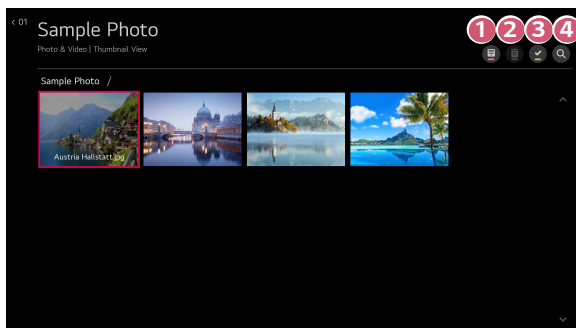 < 01
Sample Photo
Photo & Video | Thumbnail View
1 2 3 4
Sample Photo /
Austria Hallstatt.jpg